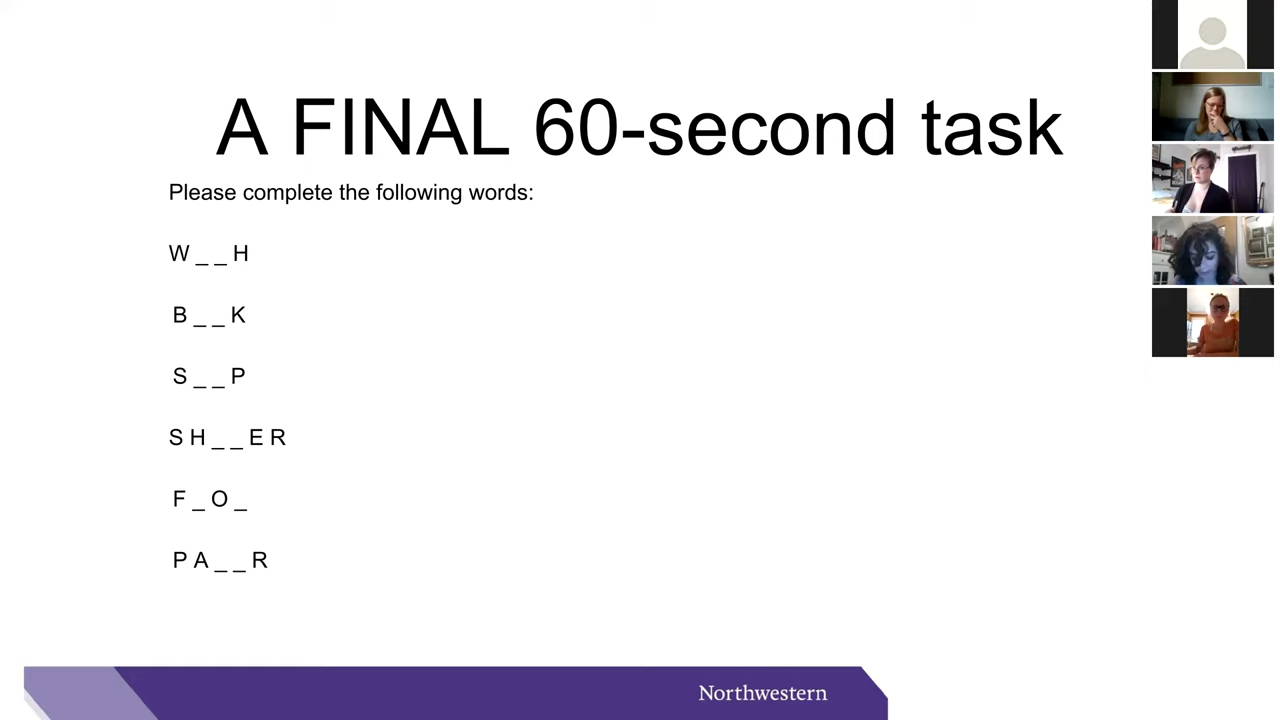 A FINAL 60-second task
Please complete the following words:
W _ _ H
B _ _ K
S _ _ P
S H _ _ E R
F _ O _
P A _ _ R
Northwestern